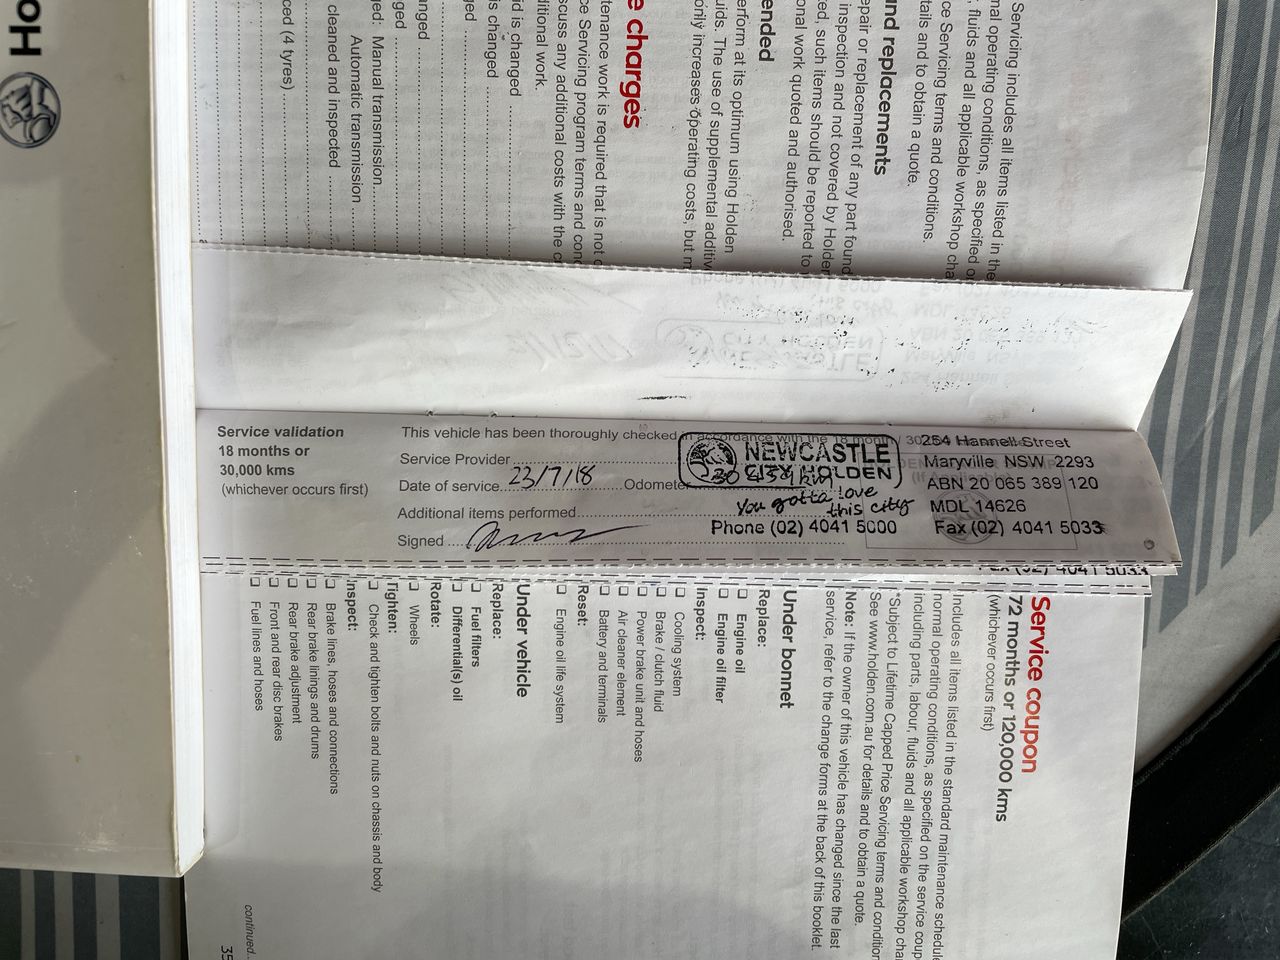 Ho
Servicing includes all items listed in the
mal operating conditions, as specified
fluids and all applicable workshop cha
ce Servicing terms and conditions.
tails and to obtain a quote.
nd replacements
epair or replacement of any part found
inspection and not covered by Holden
ed, such items should be reported to
onal work quoted and authorised.
ended
erform at its optimum using Holden
uids. The use of supplemental additiv
only increases operating costs, but m
e charges
tenance work is required that is not
ce Servicing program terms and cond
scuss any additional costs with the
ditional work.
id is changed
is changed
ged
anged
rged
ged: Manual transmission
Automatic transmission
cleaned and inspected
ced (4 tyres)
Service validation
18 months or
30,000 kms
(whichever occurs first)
This vehicle has been thoroughly checked in accordance with the 18 month / 30
Service Provider
Date of service 23/7/18 Odometer
Additional items performed
Signed
NEWCASTLE
CITY HOLDEN
You gotta love
this city
Phone (02) 4041 5000
254 Hannell Street
Maryville NSW 2293
ABN 20 065 389 120
MDL 14626
Fax (02) 4041 5033
Service coupon
72 months or 120,000 kms
(whichever occurs first)
Includes all items listed in the standard maintenance schedule
normal operating conditions, as specified on the service coup
including parts, labour, fluids and all applicable workshop cha
*Subject to Lifetime Capped Price Servicing terms and condition
See www.holden.com.au for details and to obtain a quote.
Note: If the owner of this vehicle has changed since the last
service, refer to the change forms at the back of this booklet.
Under bonnet
Replace:
Engine oil
Engine oil filter
Inspect:
Cooling system
Brake / clutch fluid
Power brake unit and hoses
Air cleaner element
Battery and terminals
Reset:
Engine oil life system
Under vehicle
Replace:
Fuel filters
Differential(s) oil
Rotate:
Wheels
Tighten:
Check and tighten bolts and nuts on chassis and body
Inspect:
Brake lines, hoses and connections
Rear brake linings and drums
Rear brake adjustment
Front and rear disc brakes
Fuel lines and hoses
continued...
35